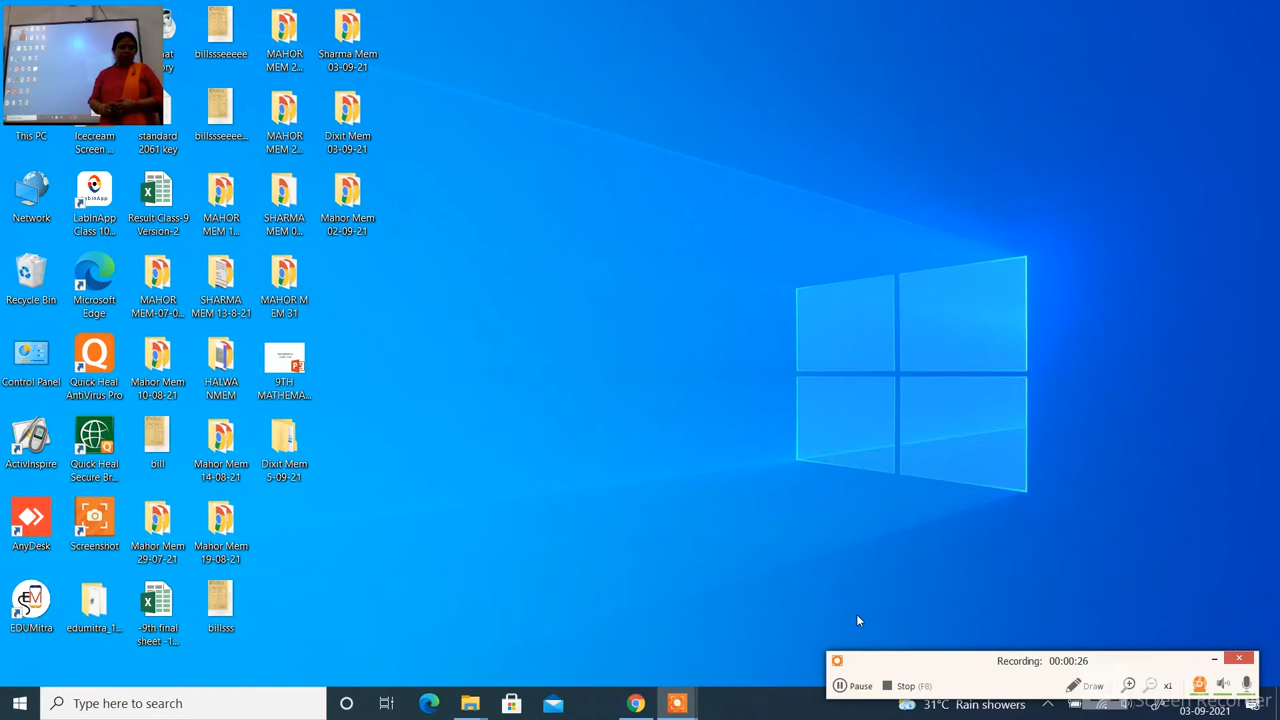 This PC
Network
Recycle Bin
Control Panel
ActivInspire
AnyDesk
EDUMitra
Icecream
Screen ...
LabInApp
Class 10...
Microsoft
Edge
Quick Heal
AntiVirus Pro
Quick Heal
Secure Br...
Screenshot
edumitra_1...
standard
2061 key
Result Class-9
Version-2
MAHOR
MEM-07-0...
Mahor Mem
10-08-21
bill
Mahor Mem
29-07-21
-9th final
sheet -1...
billssseeeee
billssseeee...
MAHOR
MEM 1...
SHARMA
MEM 13-8-21
HALWA
NMEM
Mahor Mem
14-08-21
Mahor Mem
19-08-21
billsss
MAHOR
MEM 2...
MAHOR
MEM 2...
SHARMA
MEM 0...
MAHOR M
EM 31
9TH
MATHEMA...
Dixit Mem
5-09-21
Sharma Mem
03-09-21
Dixit Mem
03-09-21
Mahor Mem
02-09-21
Recording: 00:00:26
Pause
Stop (F8)
Draw
x1
Type here to search
31°C Rain showers
03-09-2021